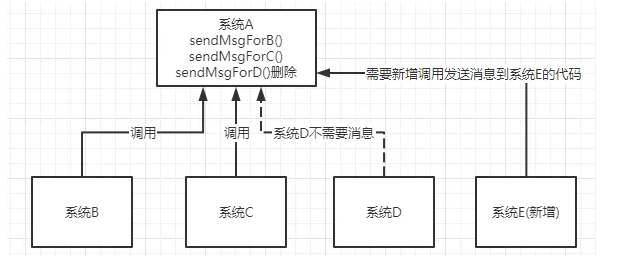 系统A
sendMsgForB()
sendMsgForC()
sendMsgForD()删除
需要新增调用发送消息到系统E的代码
调用
调用
系统D不需要消息
系统B
系统C
系统D
系统E(新增)